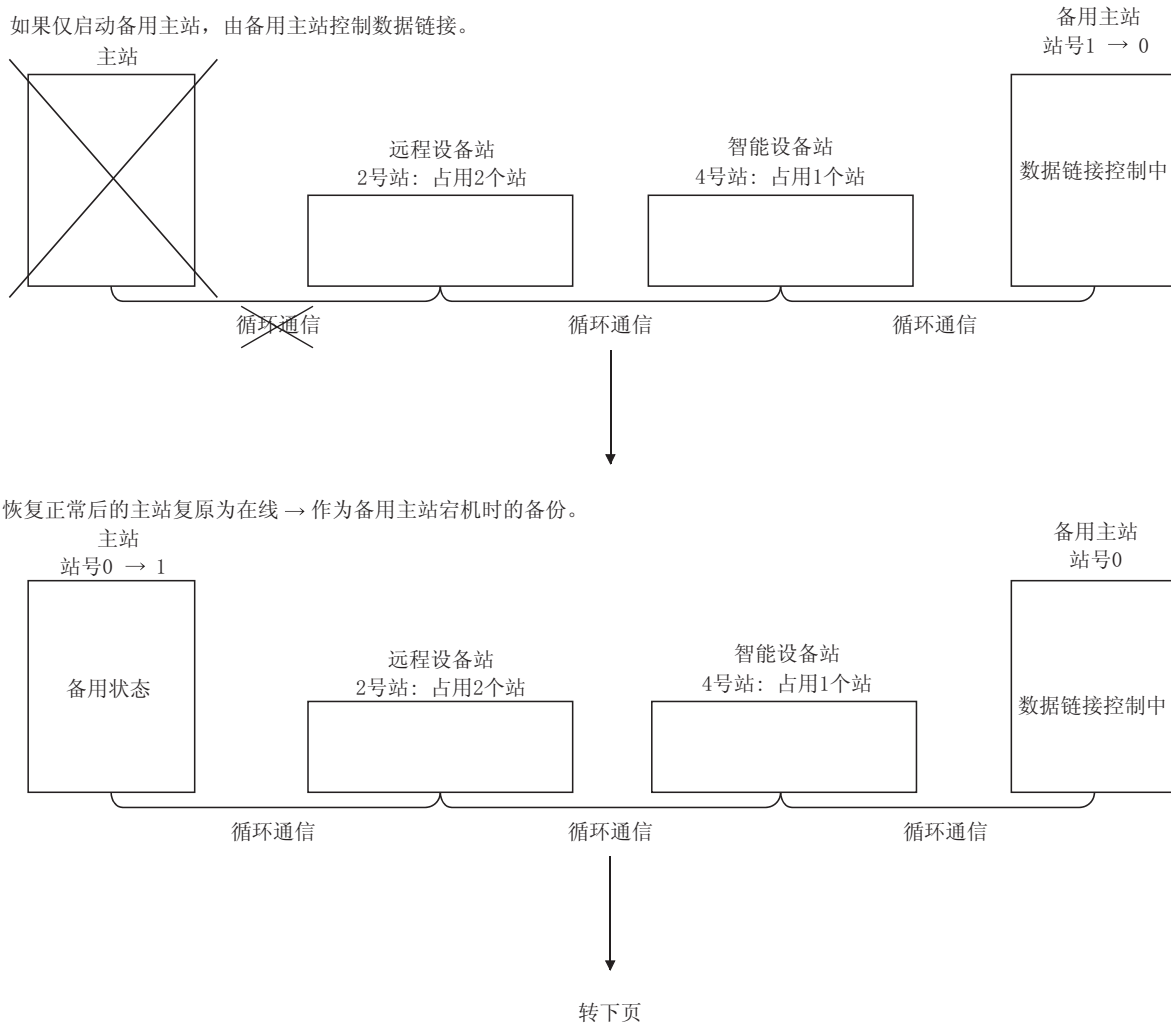 如果仅启动备用主站，由备用主站控制数据链接。
主站
备用主站
站号1 → 0
远程设备站
2号站：占用2个站
智能设备站
4号站：占用1个站
数据链接控制中
循环通信
循环通信
循环通信
恢复正常后的主站复原为在线 → 作为备用主站宕机时的备份。
主站
站号0 → 1
备用主站
站号0
备用状态
远程设备站
2号站：占用2个站
智能设备站
4号站：占用1个站
数据链接控制中
循环通信
循环通信
循环通信
转下页